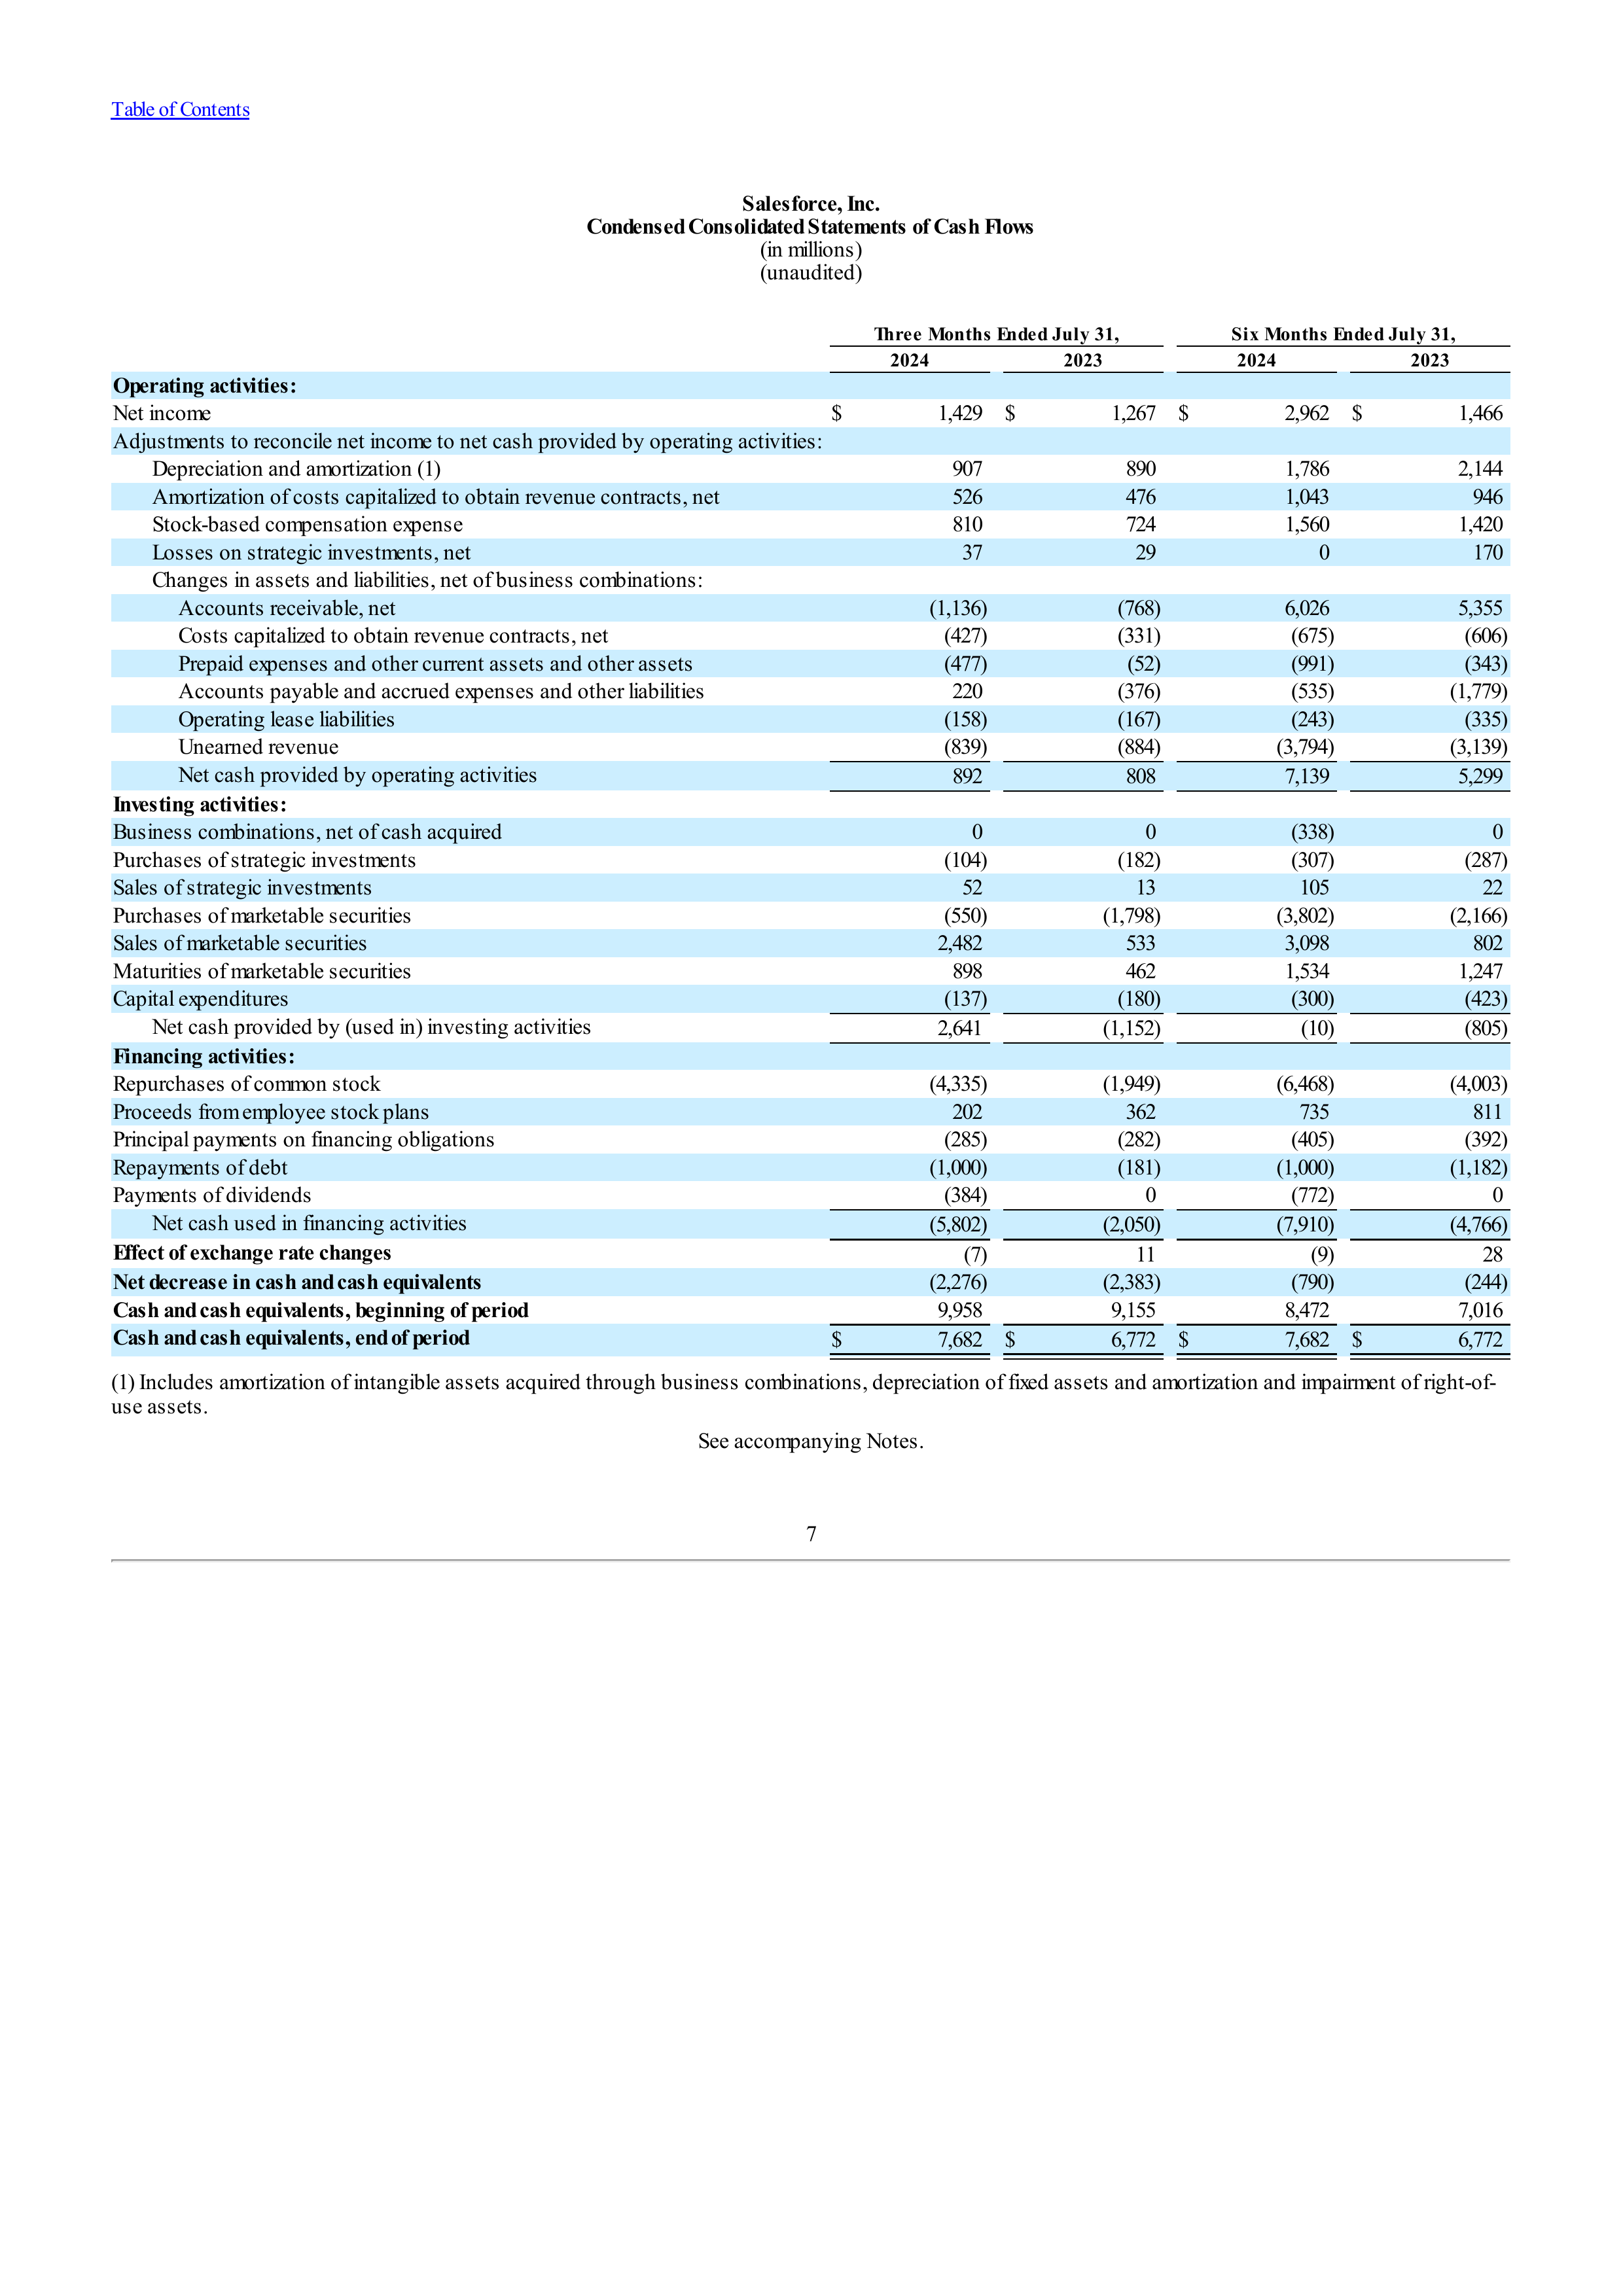 Table of Contents
Salesforce, Inc.
Condensed Consolidated Statements of Cash Flows
(in millions)
(unaudited)
Three Months Ended July 31, Six Months Ended July 31,
2024 2023 2024 2023
Operating activities:
Net income $ 1,429 $ 1,267 $ 2,962 $ 1,466
Adjustments to reconcile net income to net cash provided by operating activities:
Depreciation and amortization (1) 907 890 1,786 2,144
Amortization of costs capitalized to obtain revenue contracts, net 526 476 1,043 946
Stock-based compensation expense 810 724 1,560 1,420
Losses on strategic investments, net 37 29 0 170
Changes in assets and liabilities, net of business combinations:
Accounts receivable, net (1,136) (768) 6,026 5,355
Costs capitalized to obtain revenue contracts, net (427) (331) (675) (606)
Prepaid expenses and other current assets and other assets (477) (52) (991) (343)
Accounts payable and accrued expenses and other liabilities 220 (376) (535) (1,779)
Operating lease liabilities (158) (167) (243) (335)
Unearned revenue (839) (884) (3,794) (3,139)
Net cash provided by operating activities 892 808 7,139 5,299
Investing activities:
Business combinations, net of cash acquired 0 0 (338) 0
Purchases of strategic investments (104) (182) (307) (287)
Sales of strategic investments 52 13 105 22
Purchases of marketable securities (550) (1,798) (3,802) (2,166)
Sales of marketable securities 2,482 533 3,098 802
Maturities of marketable securities 898 462 1,534 1,247
Capital expenditures (137) (180) (300) (423)
Net cash provided by (used in) investing activities 2,641 (1,152) (10) (805)
Financing activities:
Repurchases of common stock (4,335) (1,949) (6,468) (4,003)
Proceeds from employee stock plans 202 362 735 811
Principal payments on financing obligations (285) (282) (405) (392)
Repayments of debt (1,000) (181) (1,000) (1,182)
Payments of dividends (384) 0 (772) 0
Net cash used in financing activities (5,802) (2,050) (7,910) (4,766)
Effect of exchange rate changes (7) 11 (9) 28
Net decrease in cash and cash equivalents (2,276) (2,383) (790) (244)
Cash and cash equivalents, beginning of period 9,958 9,155 8,472 7,016
Cash and cash equivalents, end of period $ 7,682 $ 6,772 $ 7,682 $ 6,772
(1) Includes amortization of intangible assets acquired through business combinations, depreciation of fixed assets and amortization and impairment of right-of-
use assets.
See accompanying Notes.
7